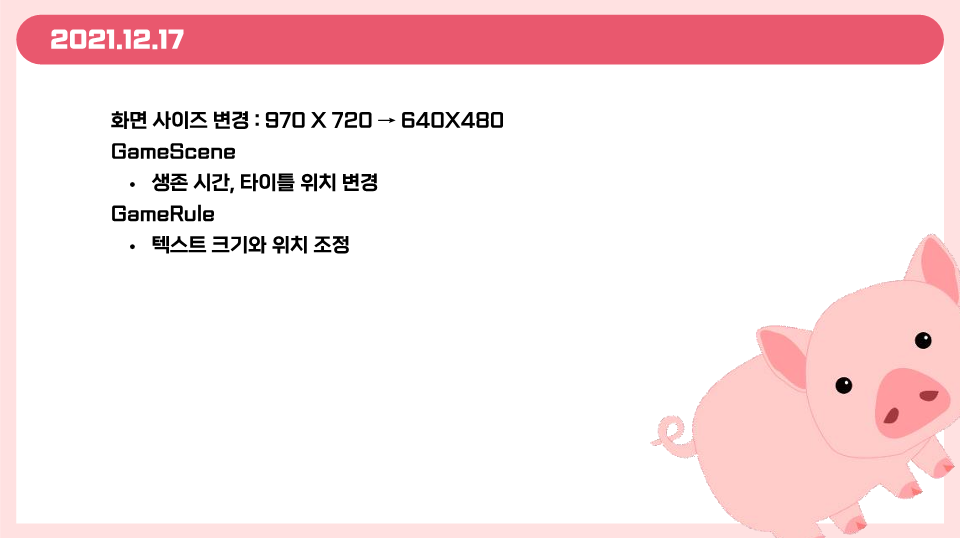 2021.12.17
화면 사이즈 변경 : 970 X 720 → 640X480
GameScene
• 생존 시간, 타이틀 위치 변경
GameRule
• 텍스트 크기와 위치 조정